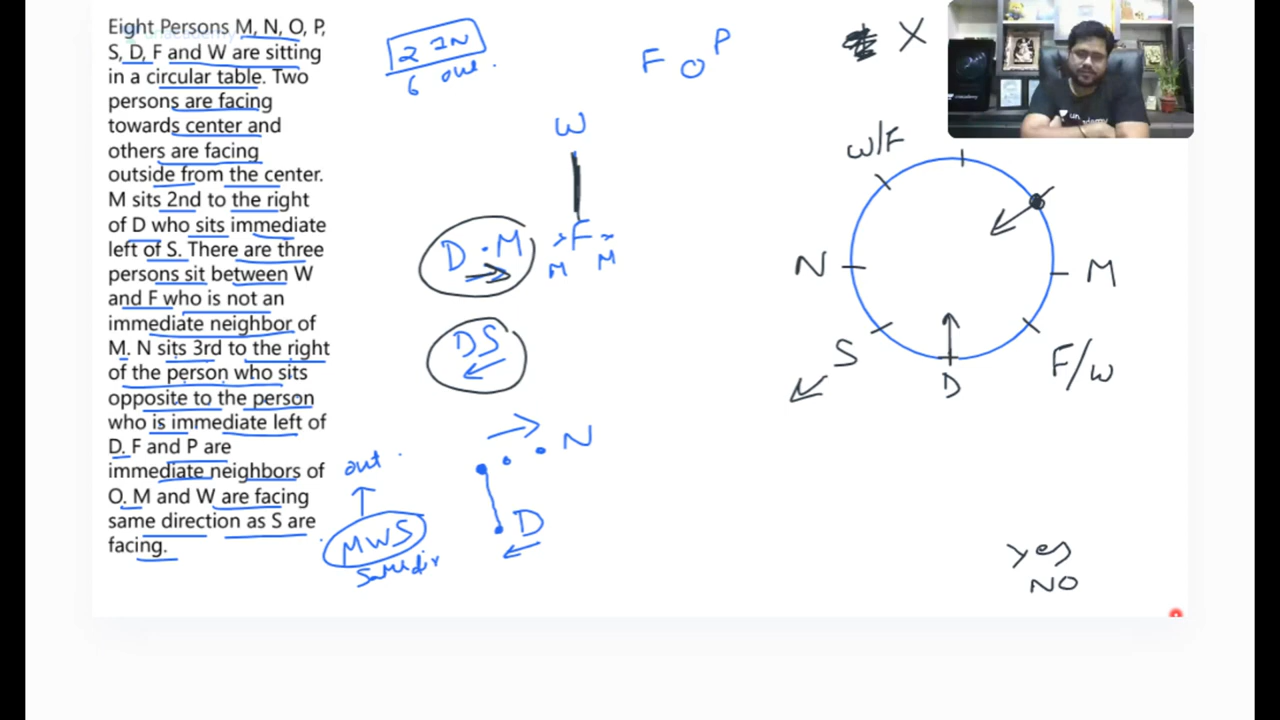 Eight Persons M, N, O, P,
S, D, F and W are sitting
in a circular table. Two
persons are facing
towards center and
others are facing
outside from the center.
M sits 2nd to the right
of D who sits immediate
left of S. There are three
persons sit between W
and F who is not an
immediate neighbor of
M. N sits 3rd to the right
of the person who sits
opposite to the person
who is immediate left of
D. F and P are
immediate neighbors of
O. M and W are facing
same direction as S are
facing.
2 IN
6 out.
F O P
X
W
D . M
F
M M
DS
N
D
out
MWS
Same dir
W/F
N
M
S
D
F/W
Yes
NO